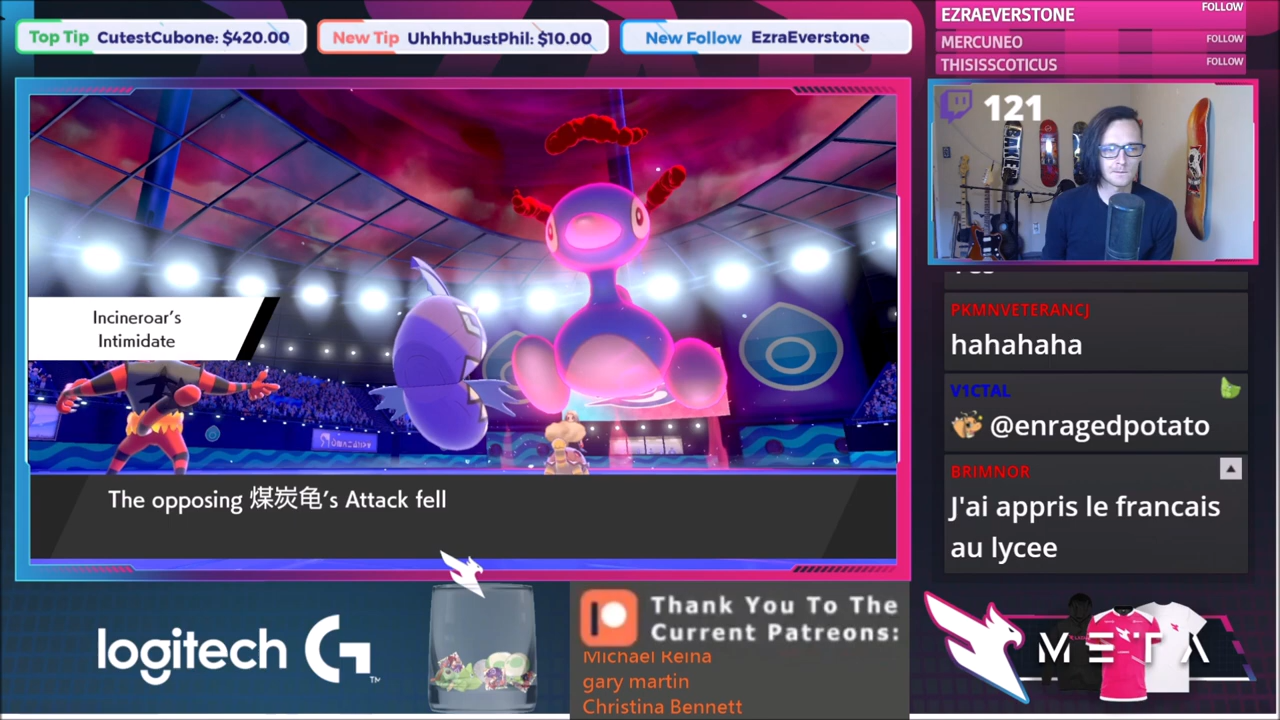 Top Tip CutestCubone: $420.00
New Tip UhhhhJustPhil: $10.00
New Follow EzraEverstone
EZRAEVERSTONE FOLLOW
MERCUNEO FOLLOW
THISISSCOTICUS FOLLOW
121
Incineroar's
Intimidate
The opposing 煤炭龟's Attack fell
PKMNVETERANCJ
hahahaha
V1CTAL
@enragedpotato
BRIMNOR
J'ai appris le francais
au lycee
logitech G
TM
Thank You To The
Current Patreons:
Michael Reina
gary martin
Christina Bennett
META